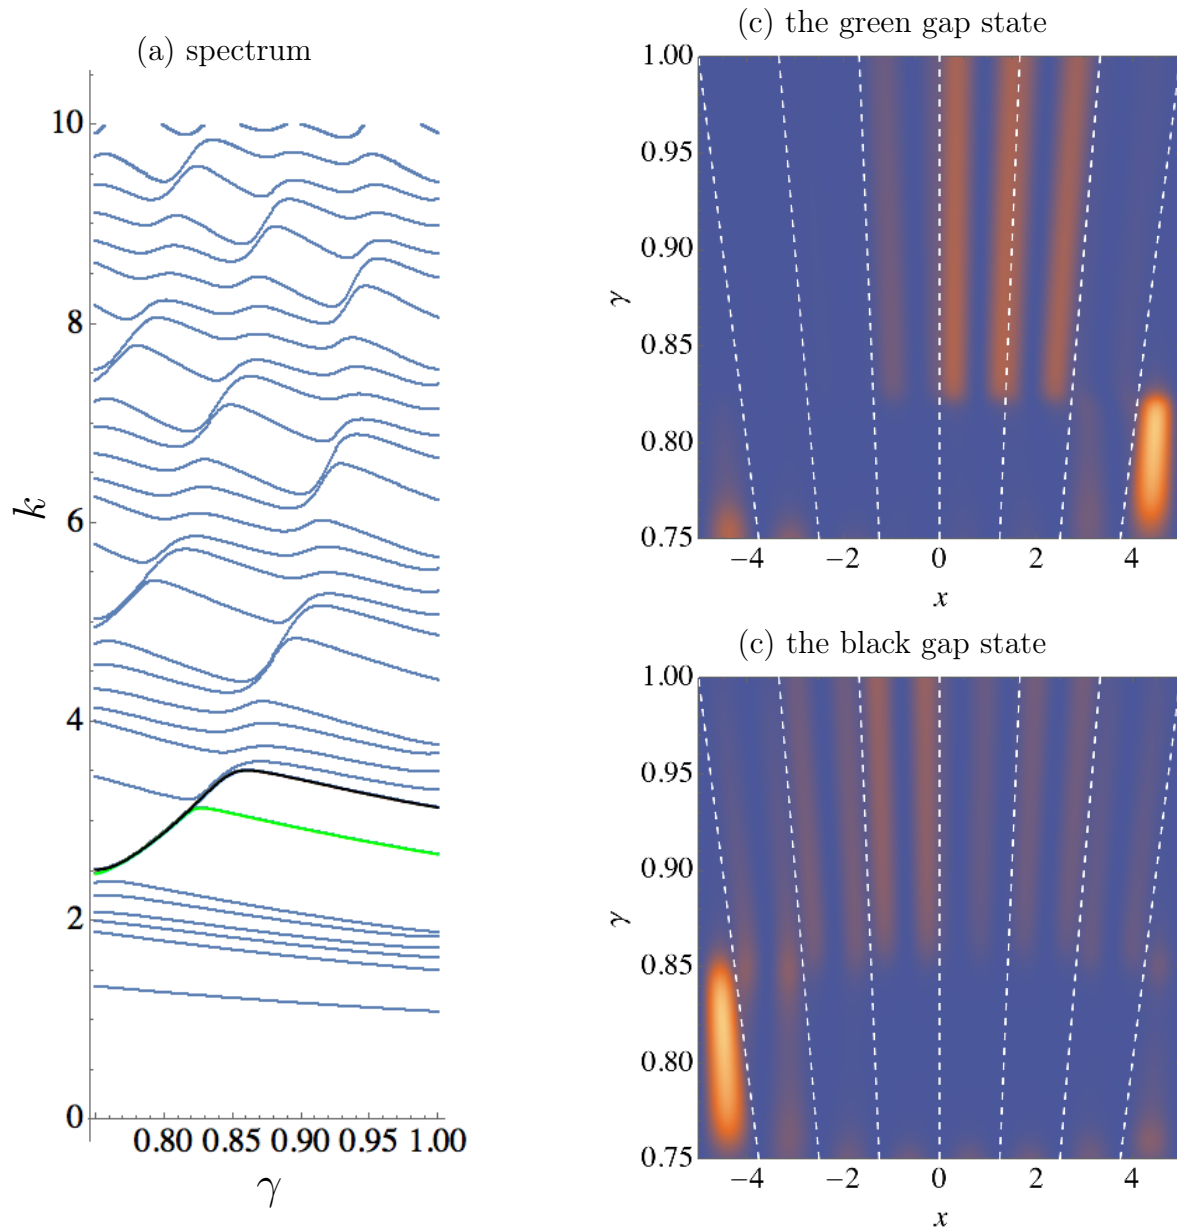 (a) spectrum
10
8
6
4
2
0
k
0.80 0.85 0.90 0.95 1.00
γ
(c) the green gap state
1.00
0.95
0.90
0.85
0.80
0.75
γ
−4 −2 0 2 4
x
(c) the black gap state
1.00
0.95
0.90
0.85
0.80
0.75
γ
−4 −2 0 2 4
x